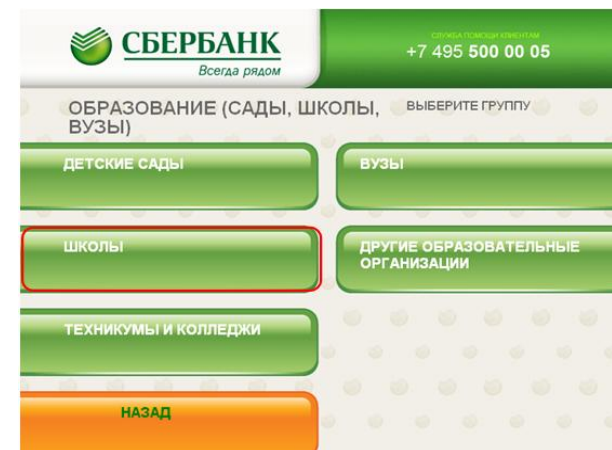 СБЕРБАНК
Всегда рядом
СЛУЖБА ПОМОЩИ КЛИЕНТАМ
+7 495 500 00 05
ОБРАЗОВАНИЕ (САДЫ, ШКОЛЫ,
ВУЗЫ)
ВЫБЕРИТЕ ГРУППУ
ДЕТСКИЕ САДЫ
ВУЗЫ
ШКОЛЫ
ДРУГИЕ ОБРАЗОВАТЕЛЬНЫЕ
ОРГАНИЗАЦИИ
ТЕХНИКУМЫ И КОЛЛЕДЖИ
НАЗАД